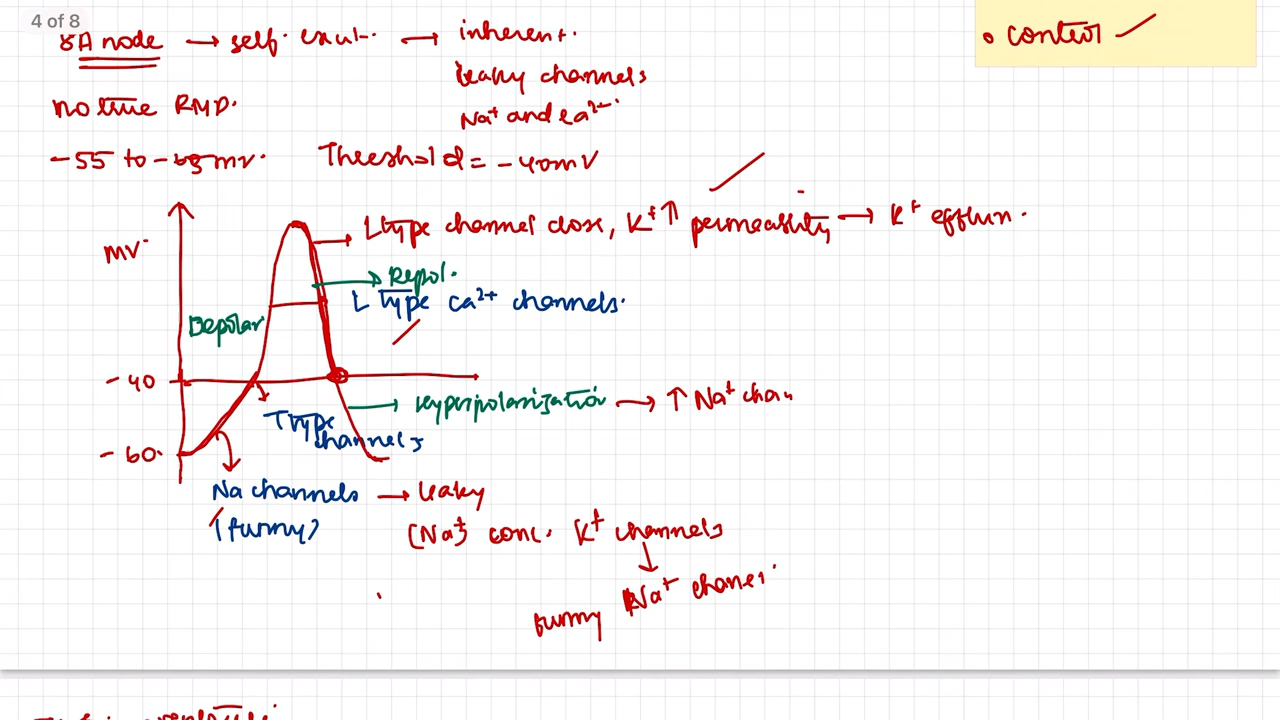 4 of 8
SA node → self. excit. → inherent.
leaky channels
Na+ and Ca2+.
no true RMP.
-55 to -65 mv. Threshold = -40mV
• control
mv
L type channel close, K+ ↑ permeability → K+ efflux.
Repol.
L type ca2+ channels.
Depolar
-40
Hyperpolarization → ↑ Na+ chan
T type
channels
-60.
Na channels → leaky
(funny)
(Na+) conc. K+ channels
↓
funny Na+ channel.